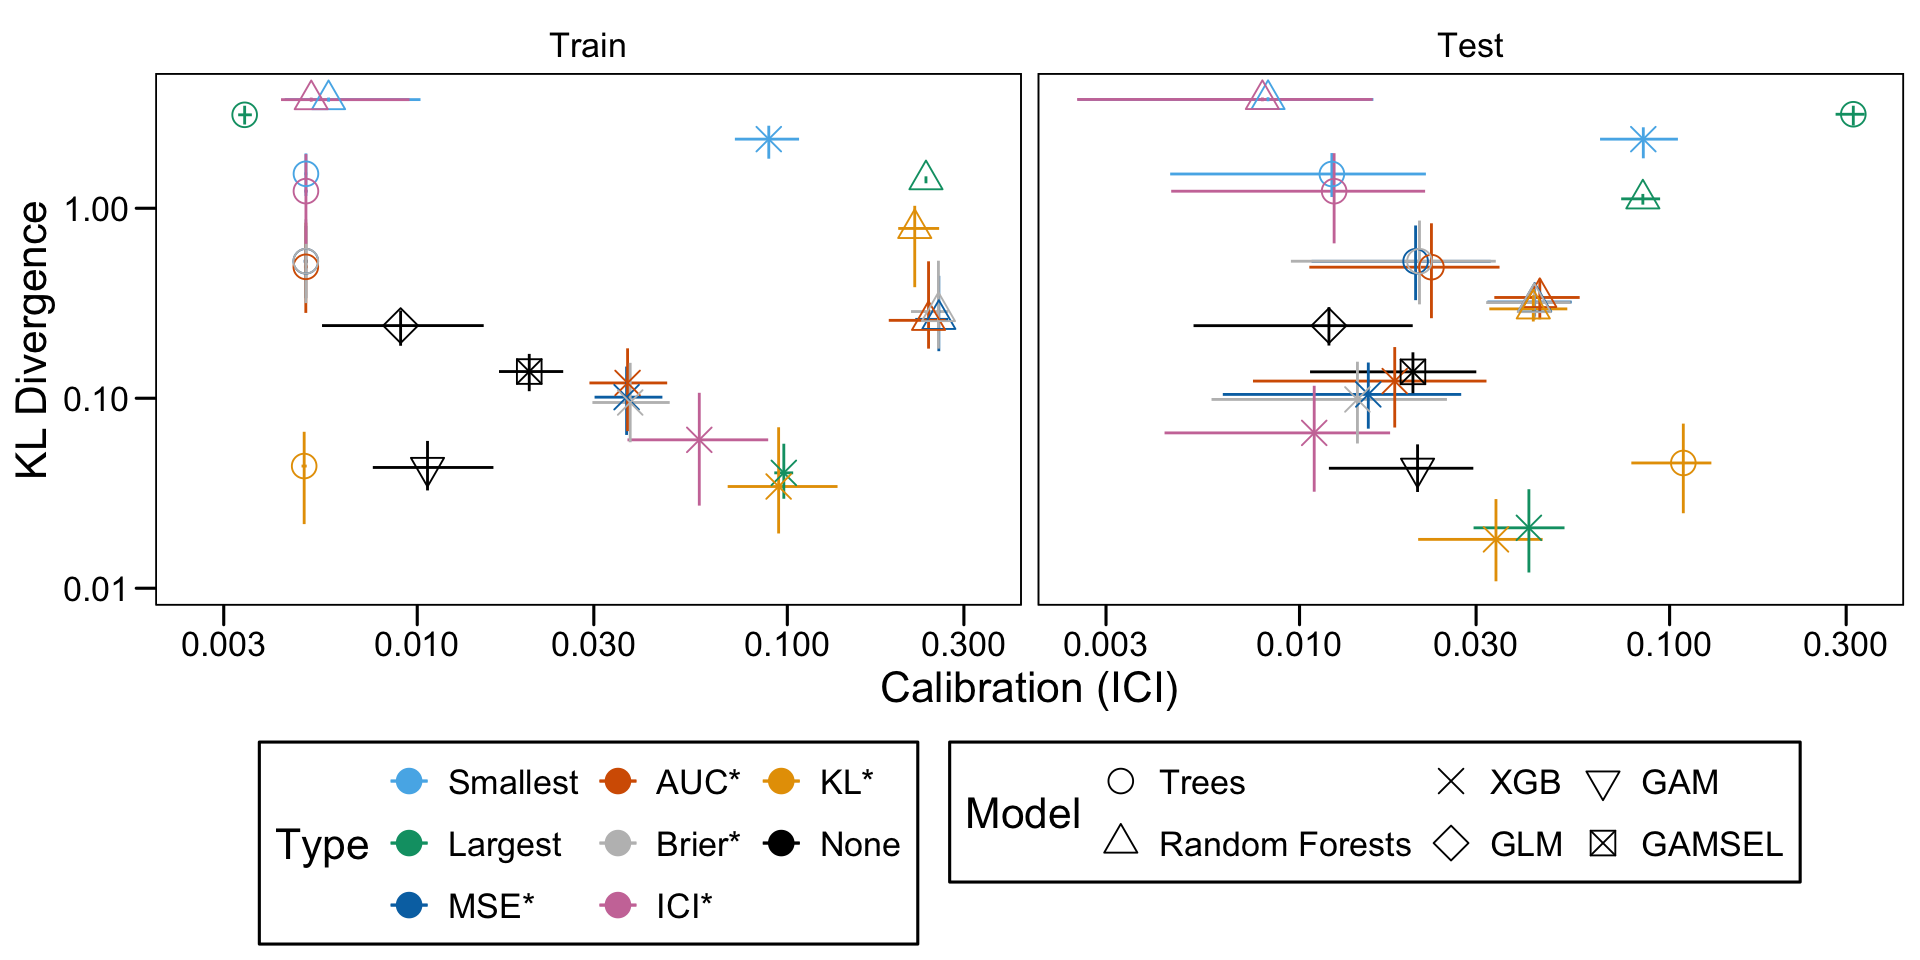 Train
Test
KL Divergence
1.00
0.10
0.01
0.003 0.010 0.030 0.100 0.300
0.003 0.010 0.030 0.100 0.300
Calibration (ICI)
Type
Smallest AUC* KL*
Largest Brier* None
MSE* ICI*
Model
Trees XGB GAM
Random Forests GLM GAMSEL